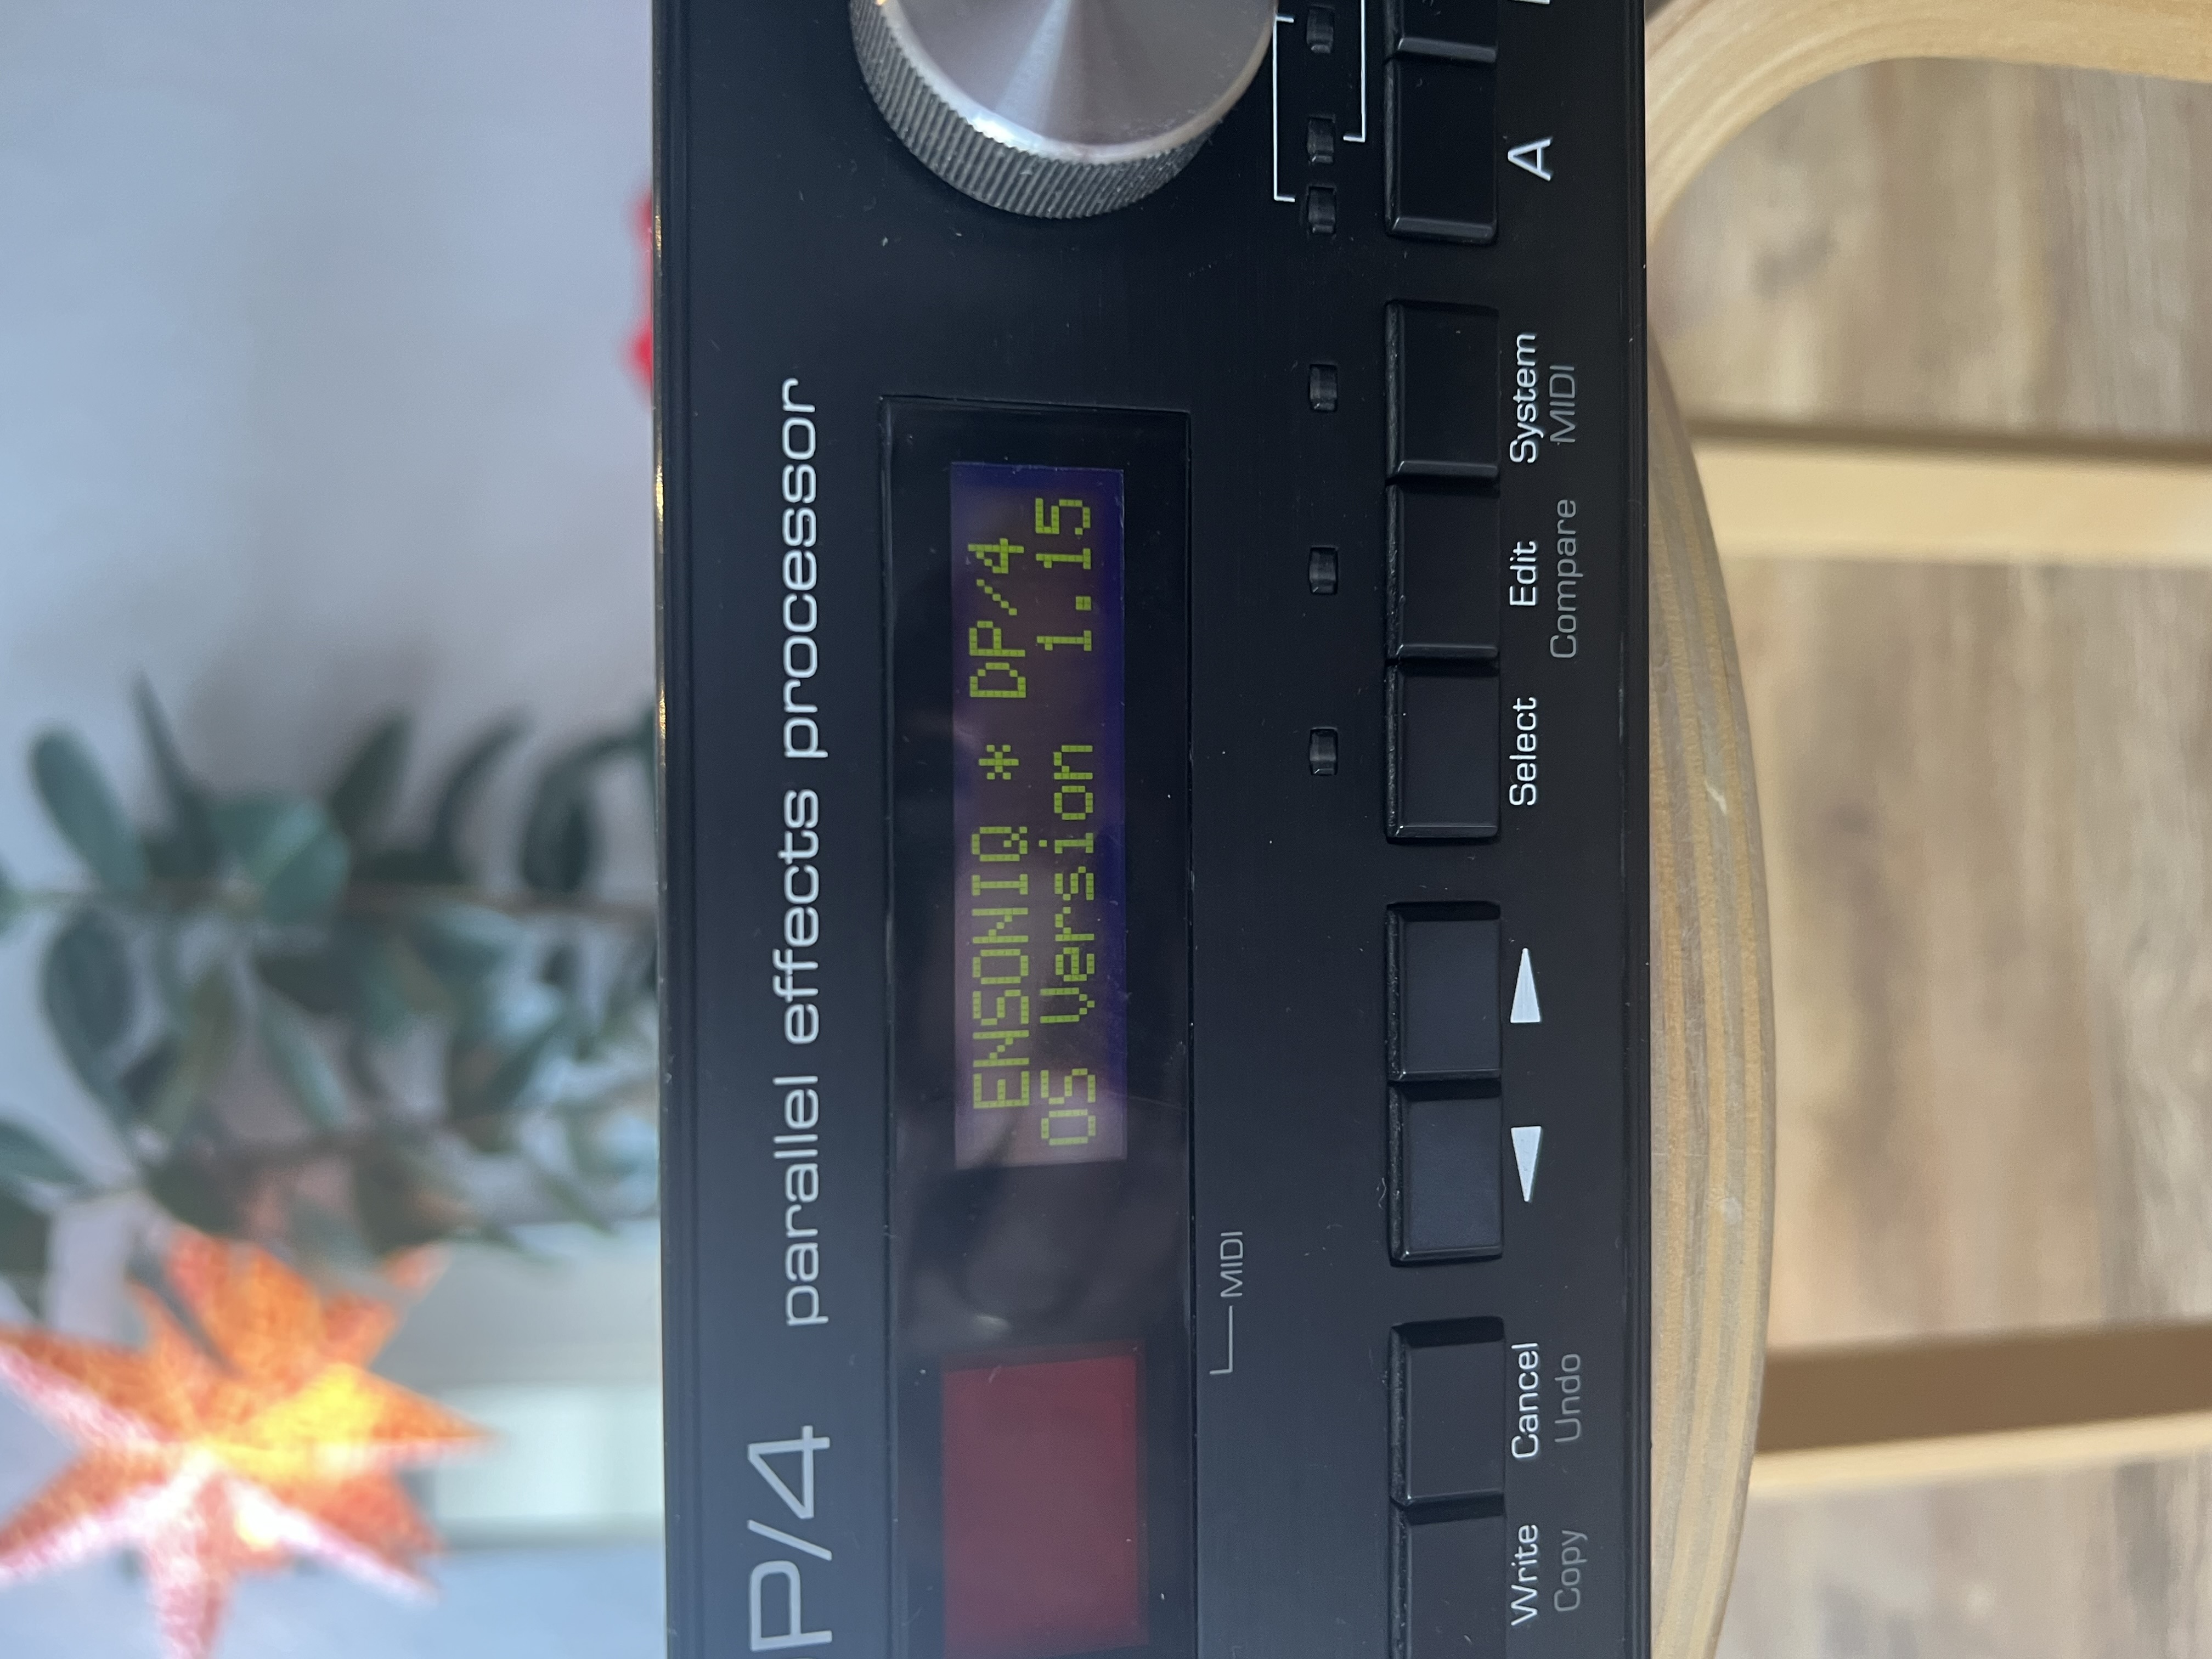 P/4 parallel effects processor
ENSONIQ * DP/4
OS Version 1.15
MIDI
Write Cancel Select Edit System A
Copy Undo Compare MIDI